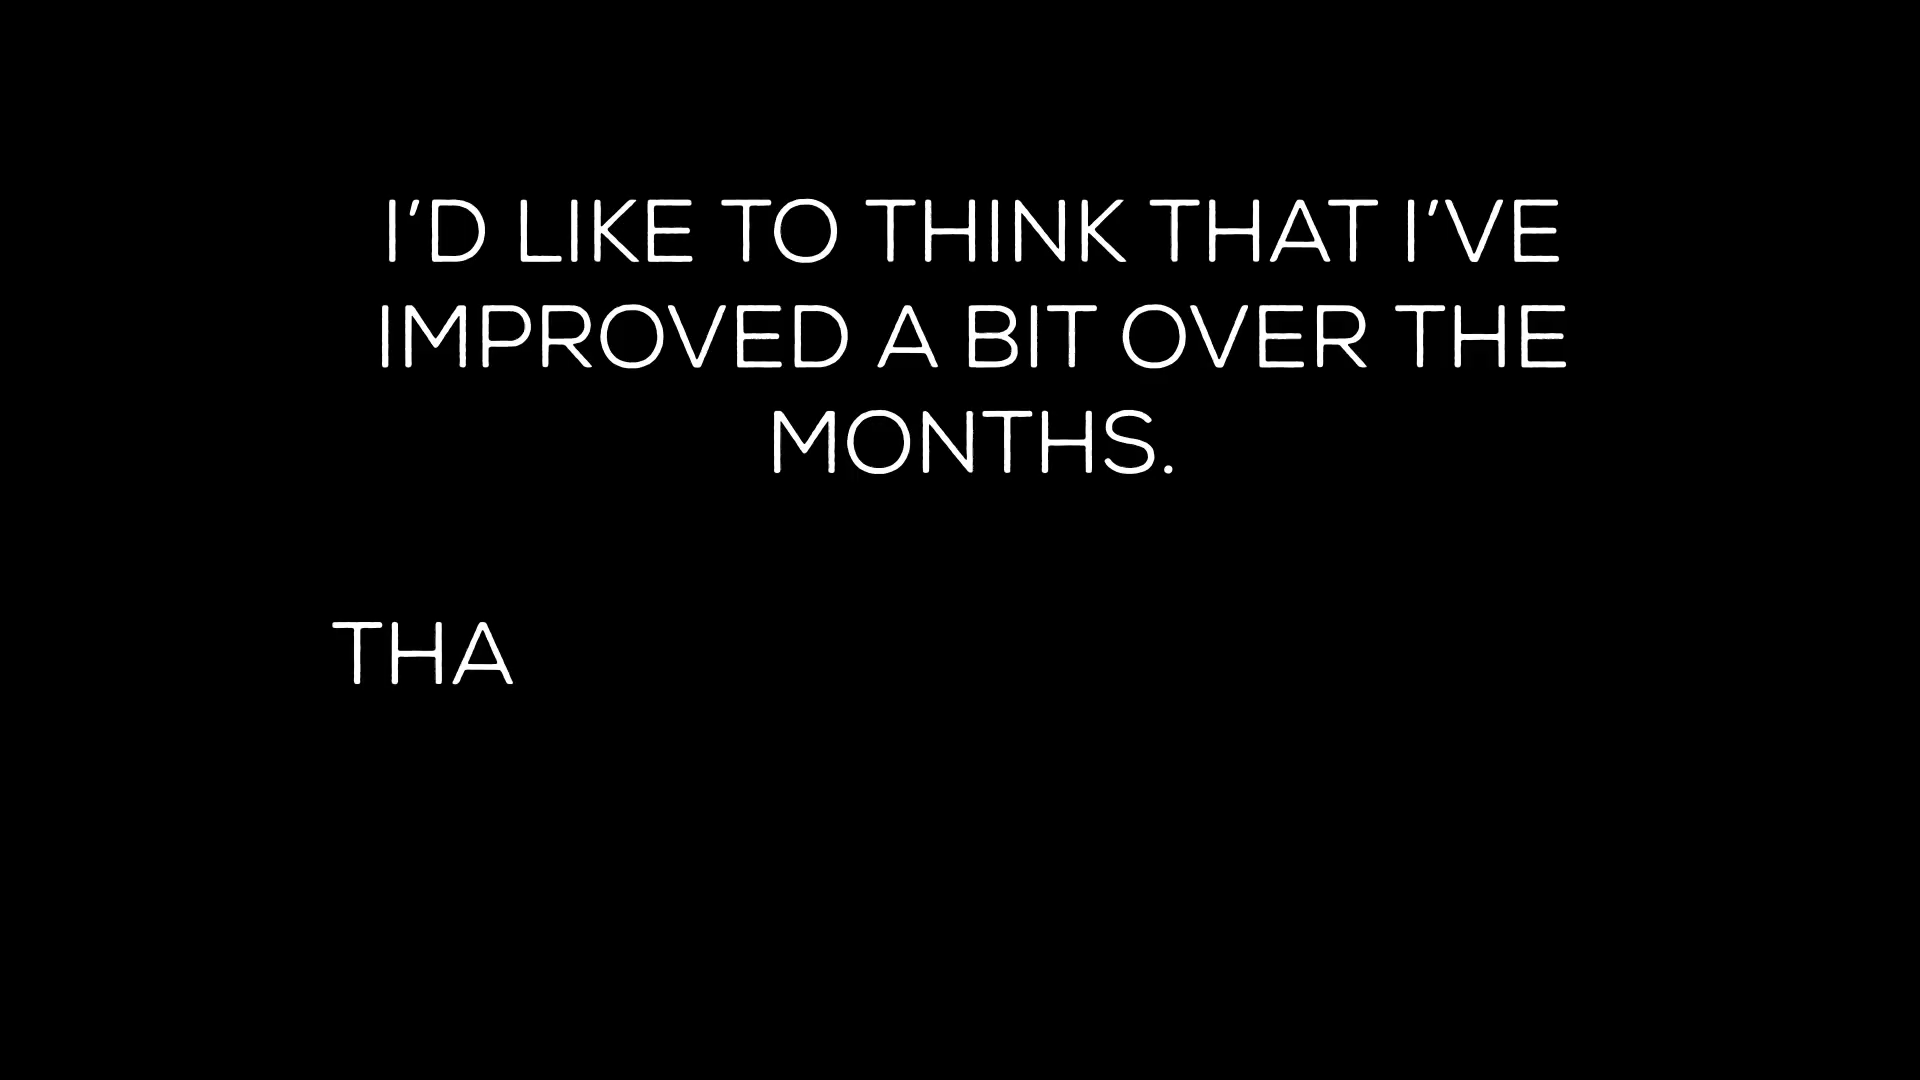 I'D LIKE TO THINK THAT I'VE
IMPROVED A BIT OVER THE
MONTHS.
THA